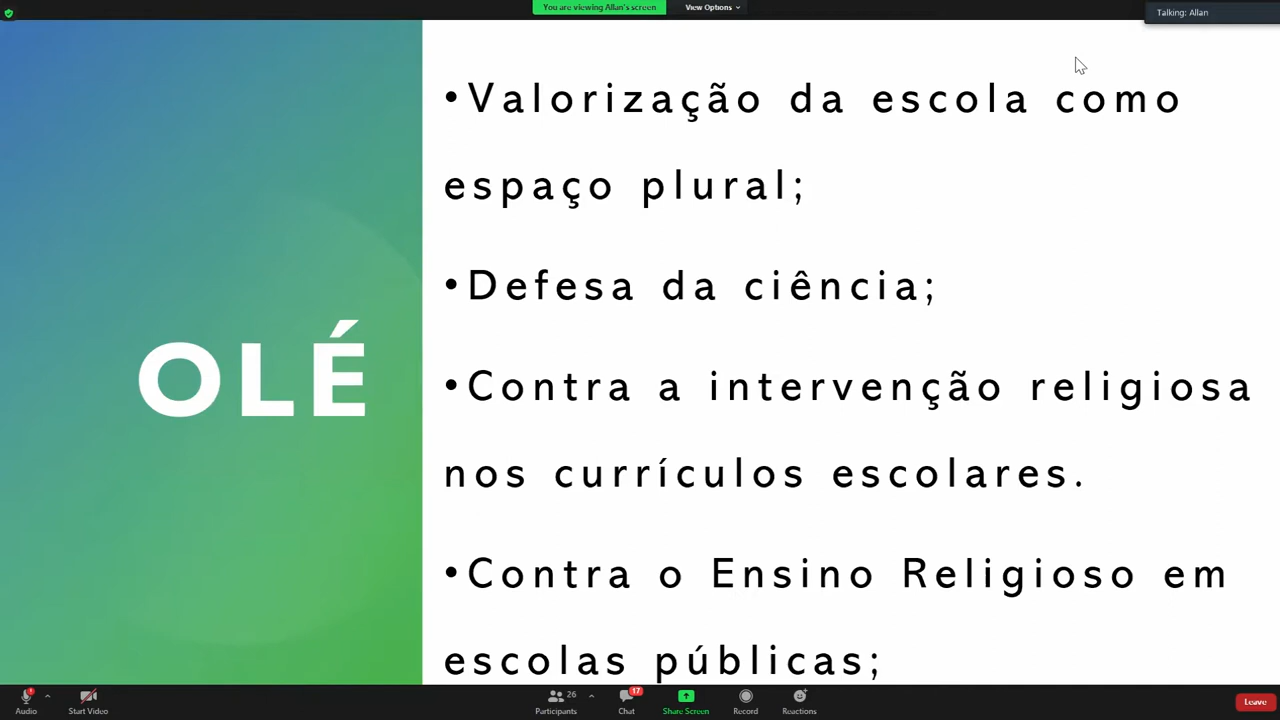 You are viewing Allan's screen
View Options
Talking: Allan
OLÉ
•Valorização da escola como
espaço plural;
•Defesa da ciência;
•Contra a intervenção religiosa
nos currículos escolares.
•Contra o Ensino Religioso em
escolas públicas;
1
Audio
Start Video
26
Participants
17
Chat
Share Screen
Record
Reactions
Leave